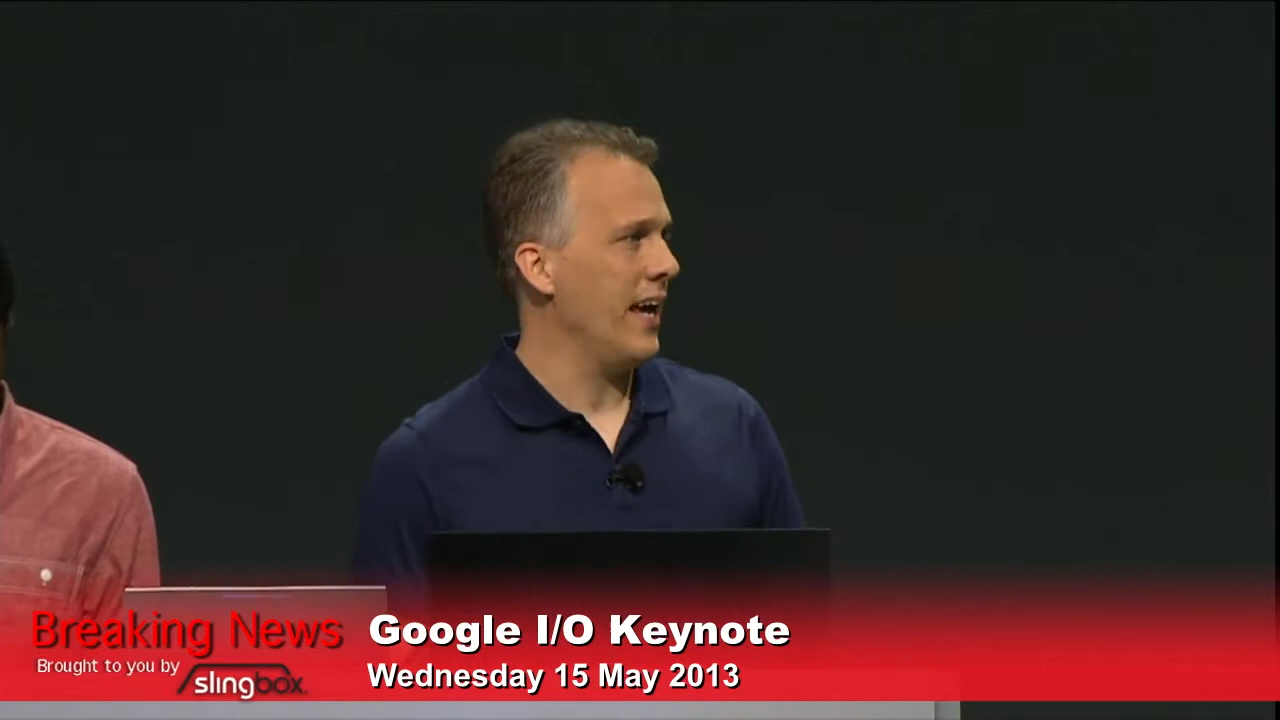 Breaking News
Brought to you by
slingbox
Google I/O Keynote
Wednesday 15 May 2013